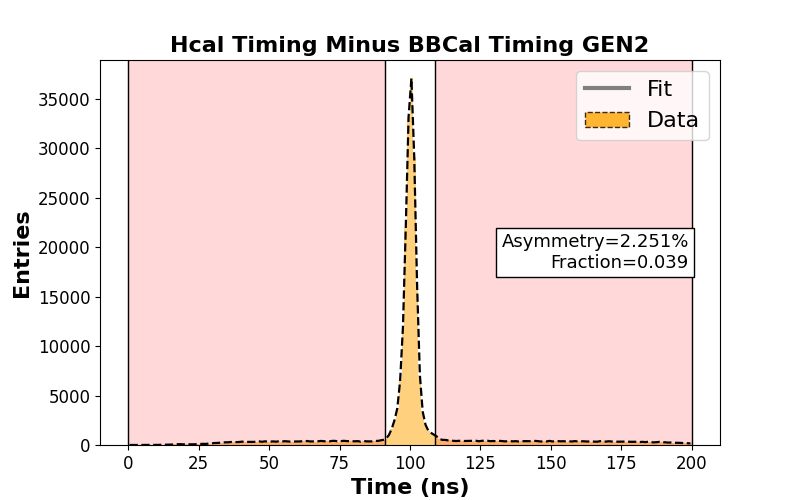 Hcal Timing Minus BBCal Timing GEN2
Fit
Data
Asymmetry=2.251%
Fraction=0.039
Entries
35000
30000
25000
20000
15000
10000
5000
0
0 25 50 75 100 125 150 175 200
Time (ns)